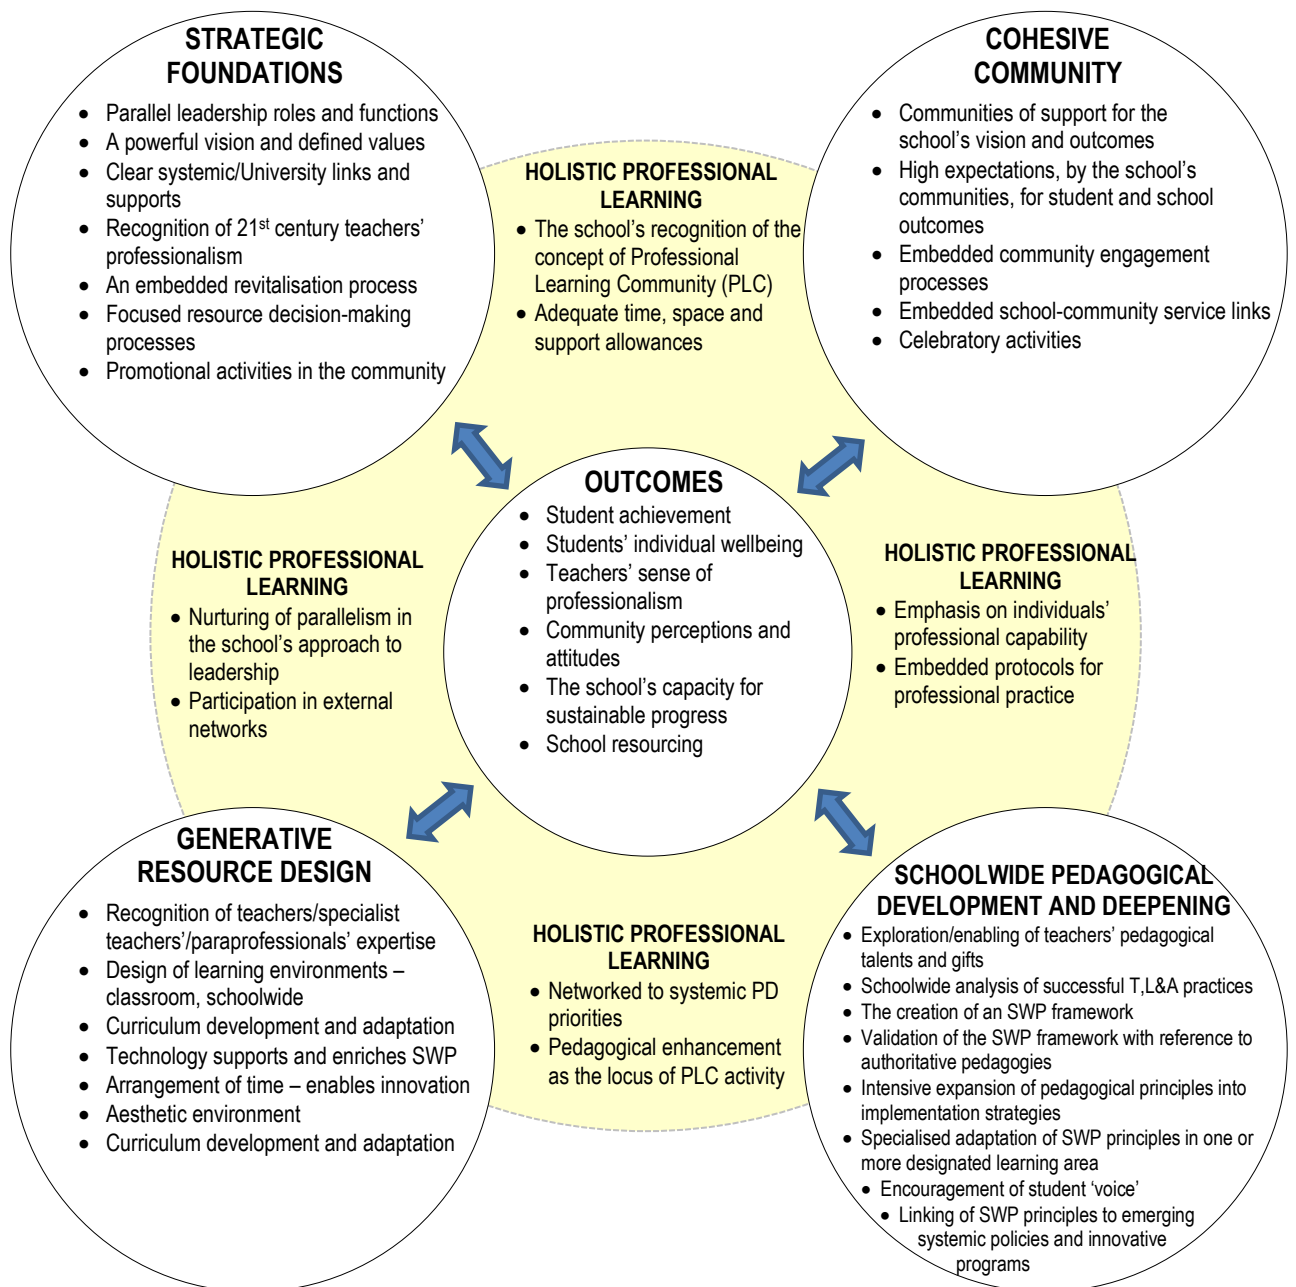 STRATEGIC
FOUNDATIONS
• Parallel leadership roles and functions
• A powerful vision and defined values
• Clear systemic/University links and
supports
• Recognition of 21st century teachers’
professionalism
• An embedded revitalisation process
• Focused resource decision-making
processes
• Promotional activities in the community
COHESIVE
COMMUNITY
• Communities of support for the
school’s vision and outcomes
• High expectations, by the school’s
communities, for student and school
outcomes
• Embedded community engagement
processes
• Embedded school-community service links
• Celebratory activities
HOLISTIC PROFESSIONAL
LEARNING
• The school’s recognition of the
concept of Professional
Learning Community (PLC)
• Adequate time, space and
support allowances
OUTCOMES
• Student achievement
• Students’ individual wellbeing
• Teachers’ sense of
professionalism
• Community perceptions and
attitudes
• The school’s capacity for
sustainable progress
• School resourcing
HOLISTIC PROFESSIONAL
LEARNING
• Nurturing of parallelism in
the school’s approach to
leadership
• Participation in external
networks
HOLISTIC PROFESSIONAL
LEARNING
• Emphasis on individuals’
professional capability
• Embedded protocols for
professional practice
GENERATIVE
RESOURCE DESIGN
• Recognition of teachers/specialist
teachers’/paraprofessionals’ expertise
• Design of learning environments –
classroom, schoolwide
• Curriculum development and adaptation
• Technology supports and enriches SWP
• Arrangement of time – enables innovation
• Aesthetic environment
• Curriculum development and adaptation
HOLISTIC PROFESSIONAL
LEARNING
• Networked to systemic PD
priorities
• Pedagogical enhancement
as the locus of PLC activity
SCHOOLWIDE PEDAGOGICAL
DEVELOPMENT AND DEEPENING
• Exploration/enabling of teachers’ pedagogical
talents and gifts
• Schoolwide analysis of successful T,L&A practices
• The creation of an SWP framework
• Validation of the SWP framework with reference to
authoritative pedagogies
• Intensive expansion of pedagogical principles into
implementation strategies
• Specialised adaptation of SWP principles in one or
more designated learning area
• Encouragement of student ‘voice’
• Linking of SWP principles to emerging
systemic policies and innovative
programs